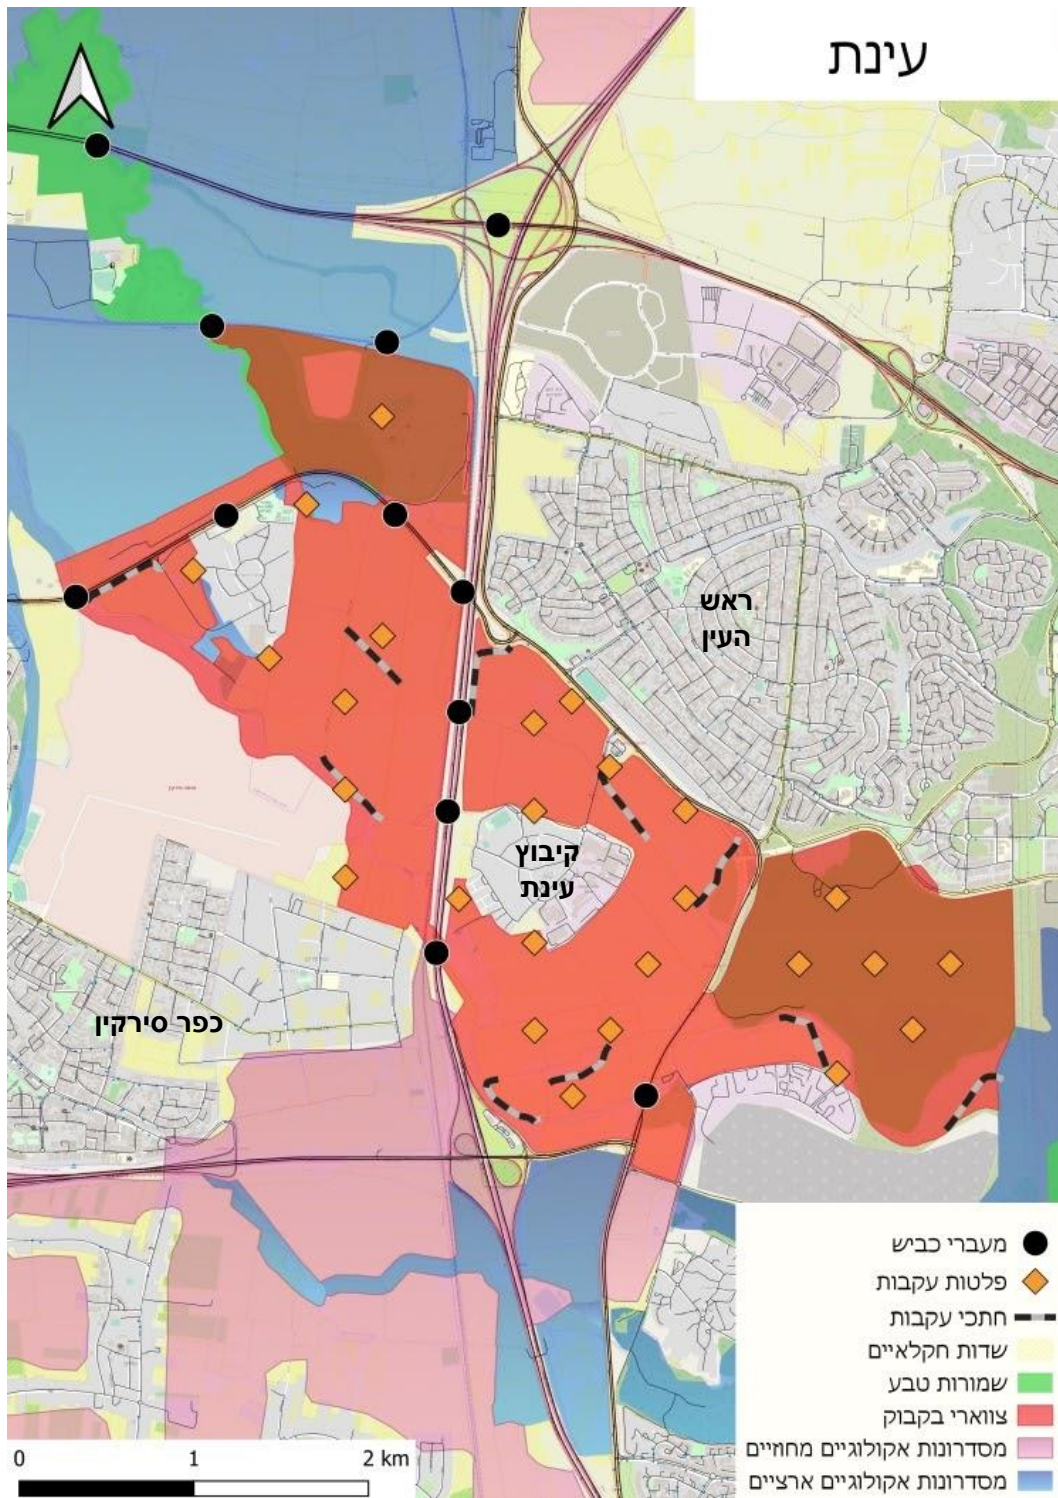 עינת
ראש
העין
קיבוץ
עינת
כפר סירקין
מעברי כביש
פלטות עקבות
חתכי עקבות
שדות חקלאיים
שמורות טבע
צווארי בקבוק
מסדרונות אקולוגיים מחוזיים
מסדרונות אקולוגיים ארציים
0 1 2 km